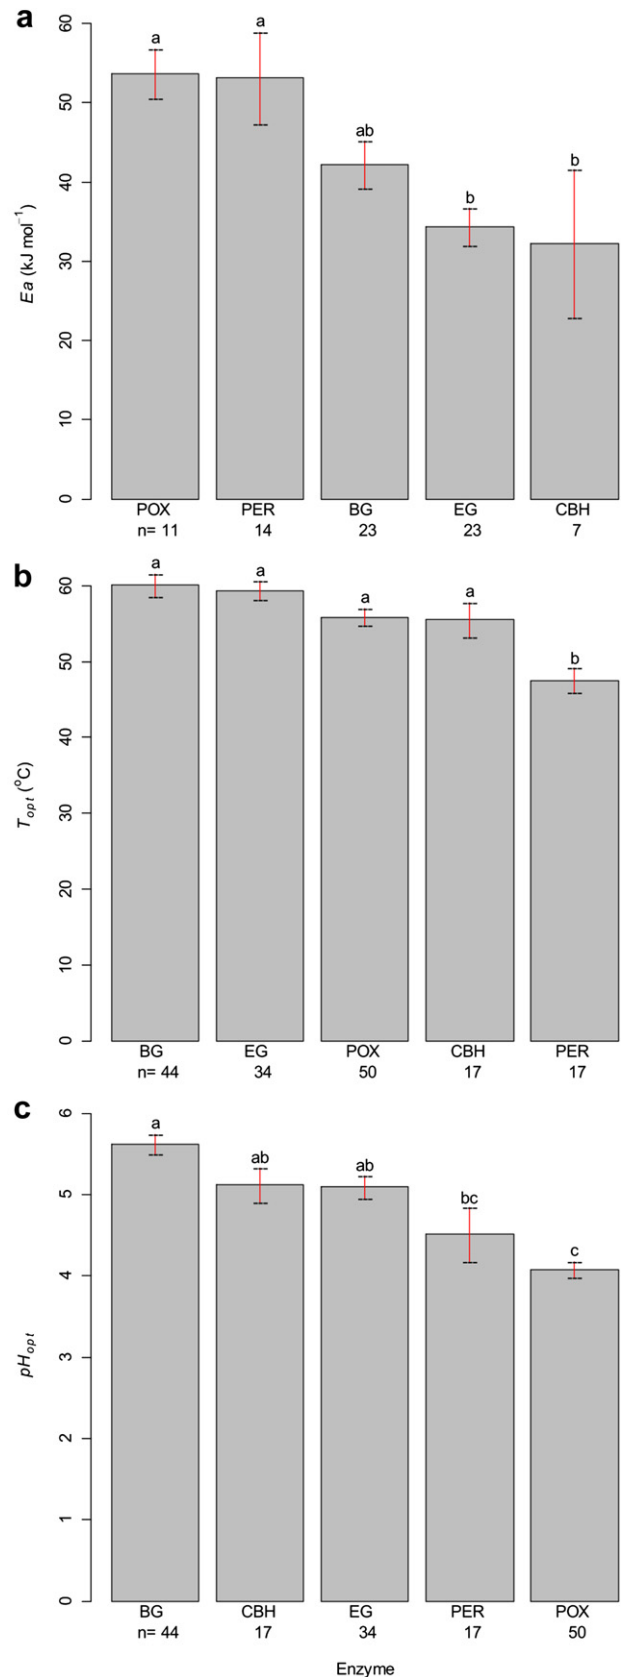 a
60
50
40
30
20
10
0
Ea (kJ mol⁻¹)
a
a
ab
b
b
POX PER BG EG CBH
n= 11 14 23 23 7
b
60
50
40
30
20
10
0
T_opt (°C)
a
a
a
a
b
BG EG POX CBH PER
n= 44 34 50 17 17
c
6
5
4
3
2
1
0
pH_opt
a
ab
ab
bc
c
BG CBH EG PER POX
n= 44 17 34 17 50
Enzyme